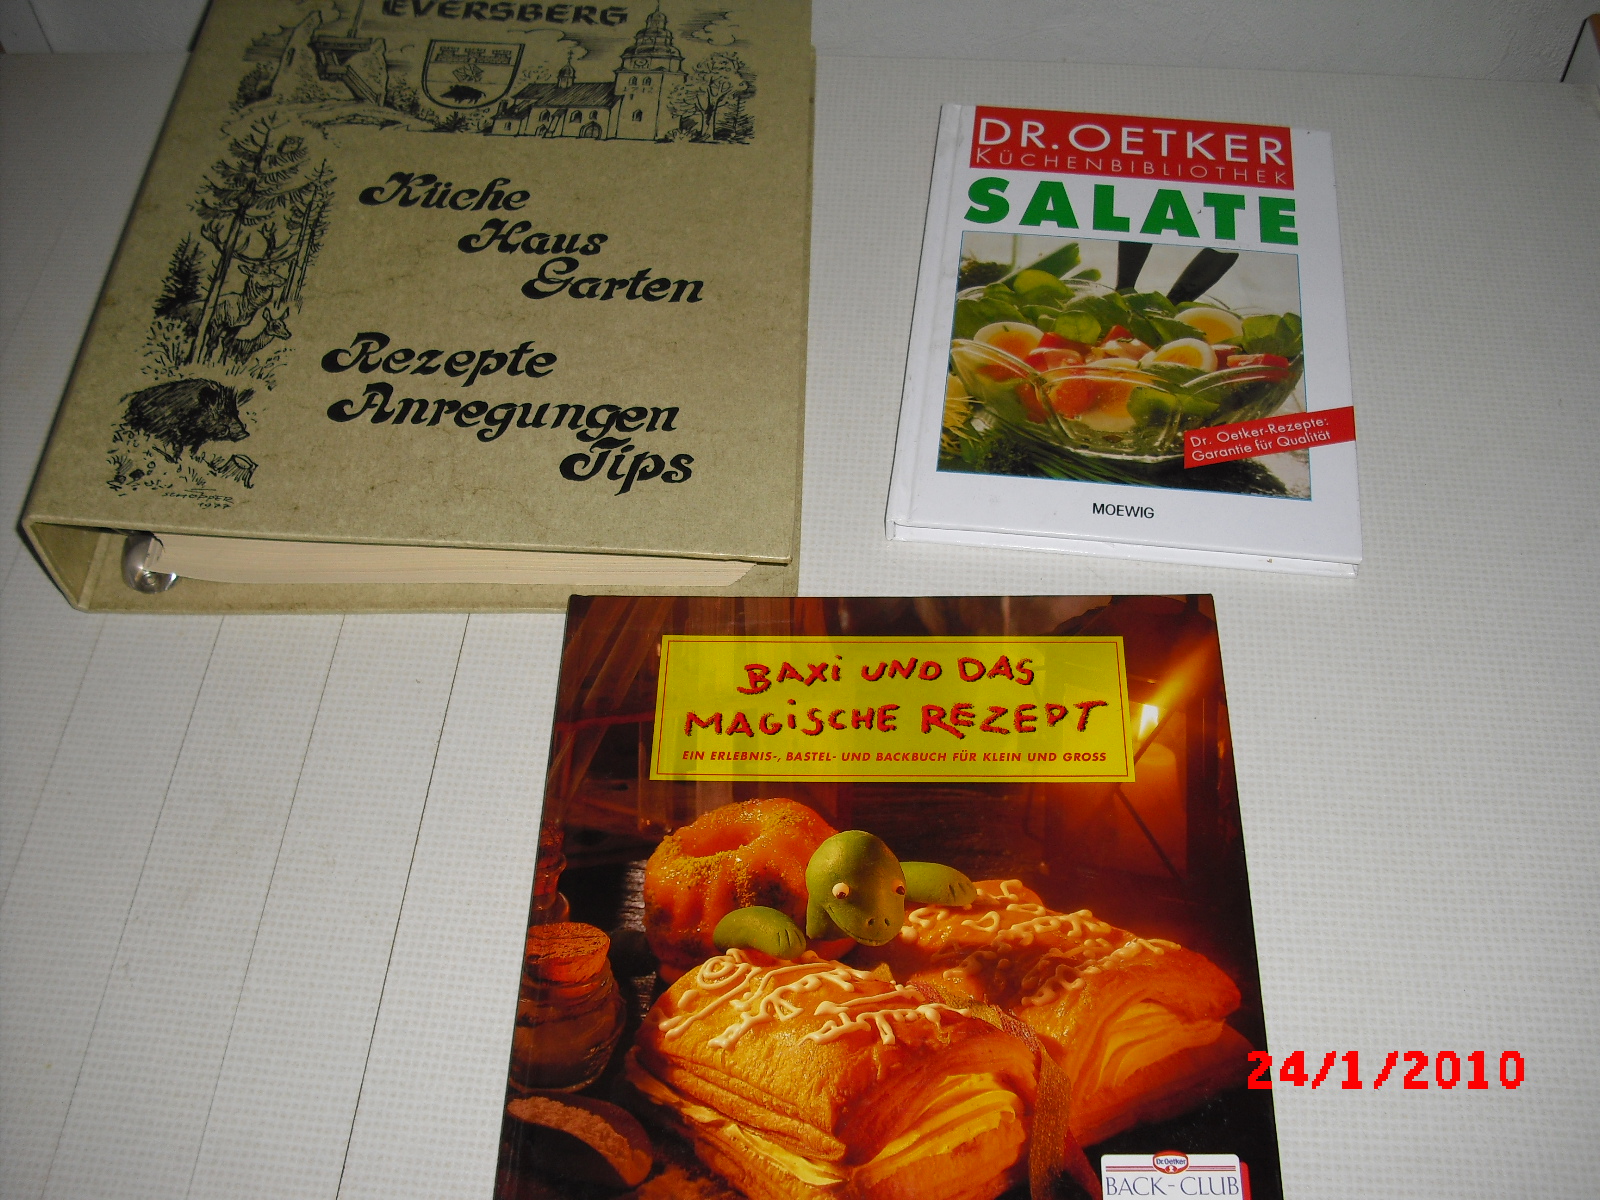 EVERSBERG
Küche
Haus
Garten
Rezepte
Anregungen
Tips
SCHÖPPER
1977
DR.OETKER
KÜCHENBIBLIOTHEK
SALATE
Dr. Oetker-Rezepte:
Garantie für Qualität
MOEWIG
BAXI UND DAS
MAGISCHE REZEPT
EIN ERLEBNIS-, BASTEL- UND BACKBUCH FÜR KLEIN UND GROSS
24/1/2010
Dr.Oetker
BACK-CLUB